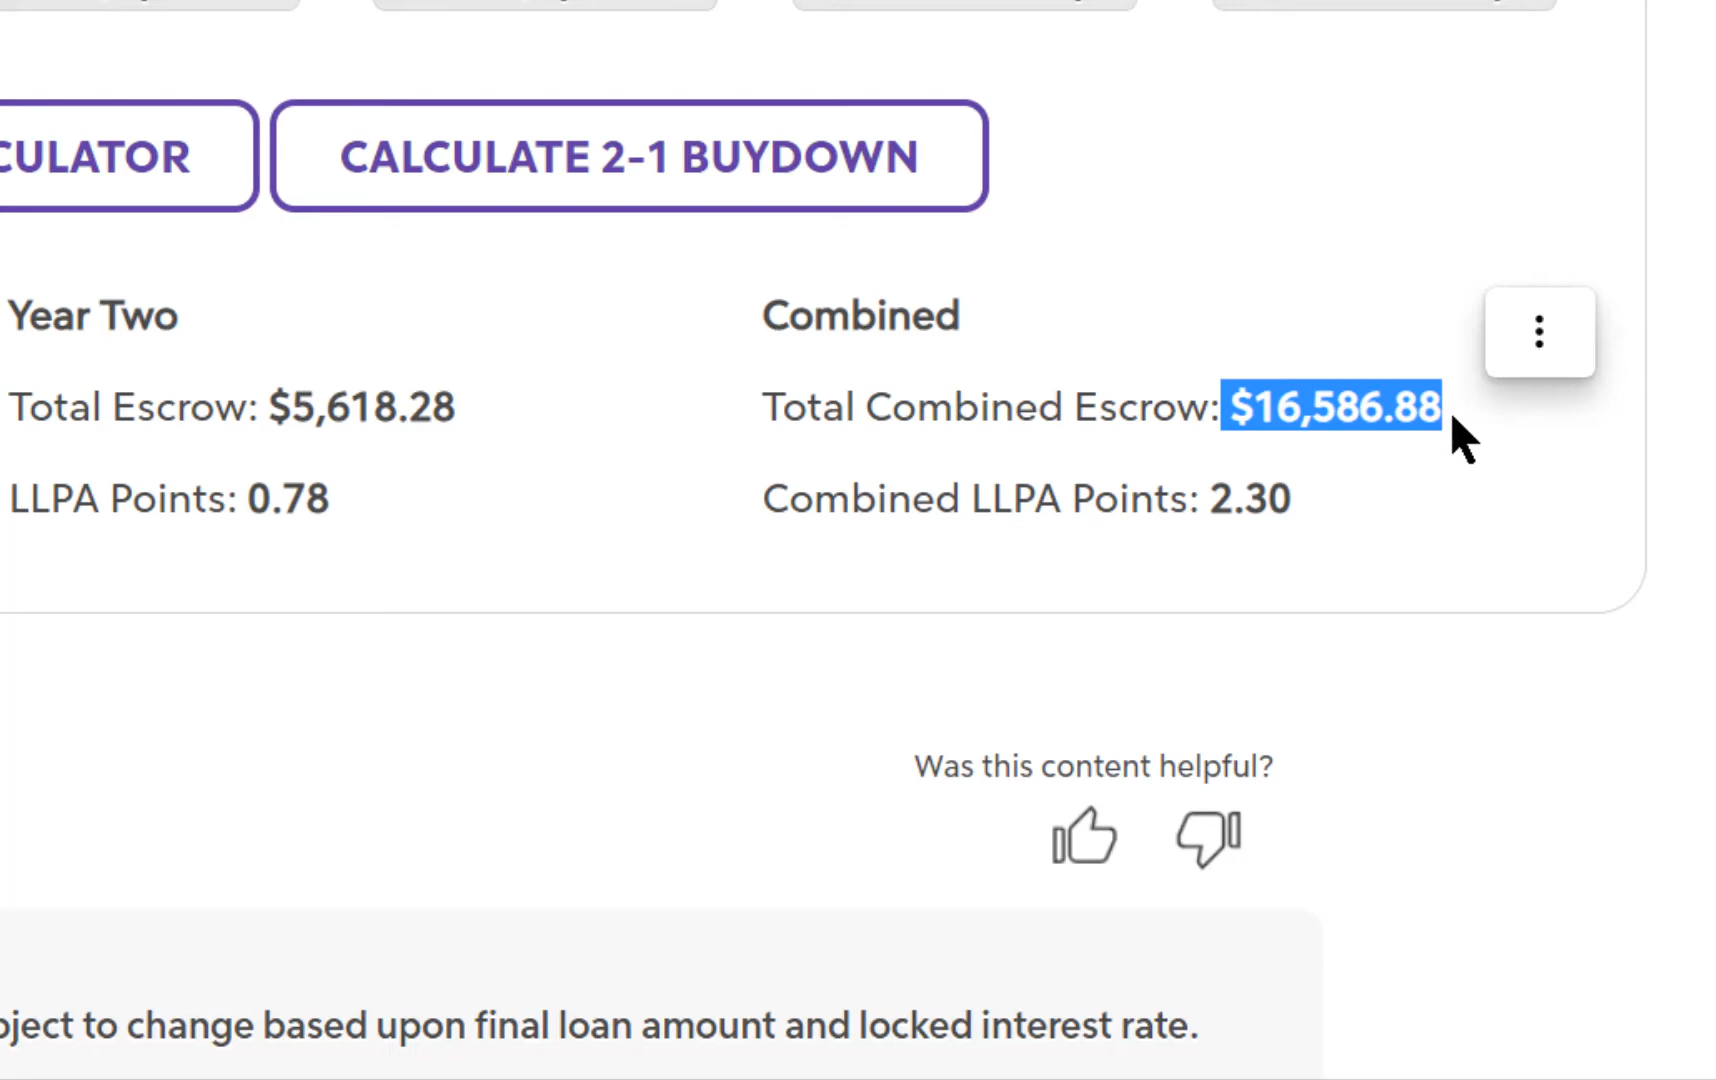 CULATOR
CALCULATE 2-1 BUYDOWN
Year Two
Combined
Total Escrow: $5,618.28
Total Combined Escrow: $16,586.88
LLPA Points: 0.78
Combined LLPA Points: 2.30
Was this content helpful?
bject to change based upon final loan amount and locked interest rate.